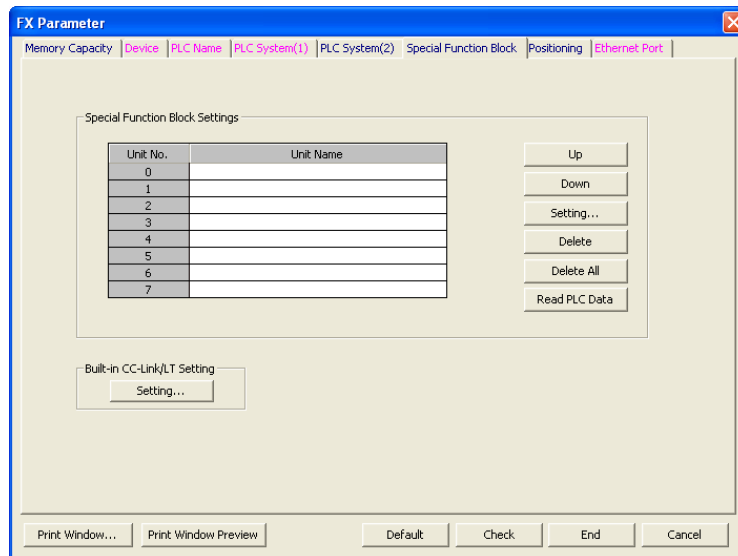 FX Parameter
Memory Capacity Device PLC Name PLC System(1) PLC System(2) Special Function Block Positioning Ethernet Port
Special Function Block Settings
Unit No. Unit Name
0
1
2
3
4
5
6
7
Up
Down
Setting...
Delete
Delete All
Read PLC Data
Built-in CC-Link/LT Setting
Setting...
Print Window... Print Window Preview Default Check End Cancel